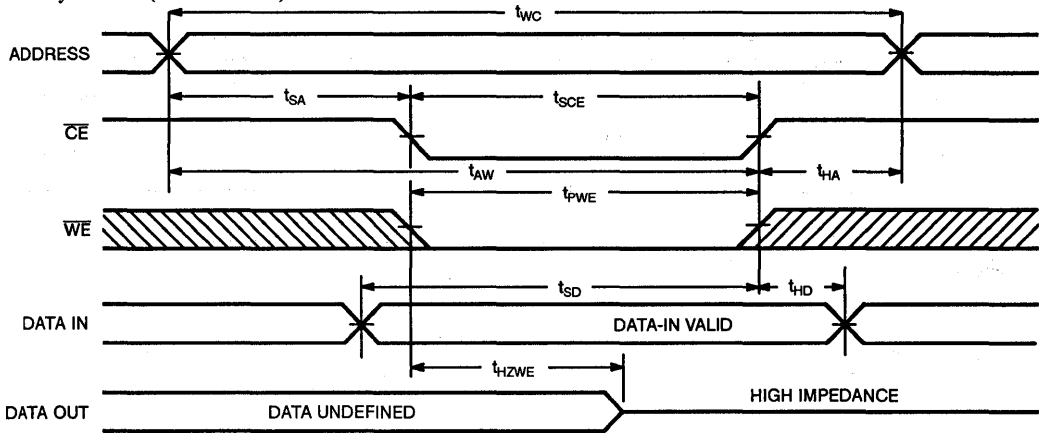 tWC
ADDRESS
tSA
tSCE
CE
tAW
tHA
tPWE
WE
tSD
tHD
DATA IN
DATA-IN VALID
tHZWE
DATA OUT
DATA UNDEFINED
HIGH IMPEDANCE